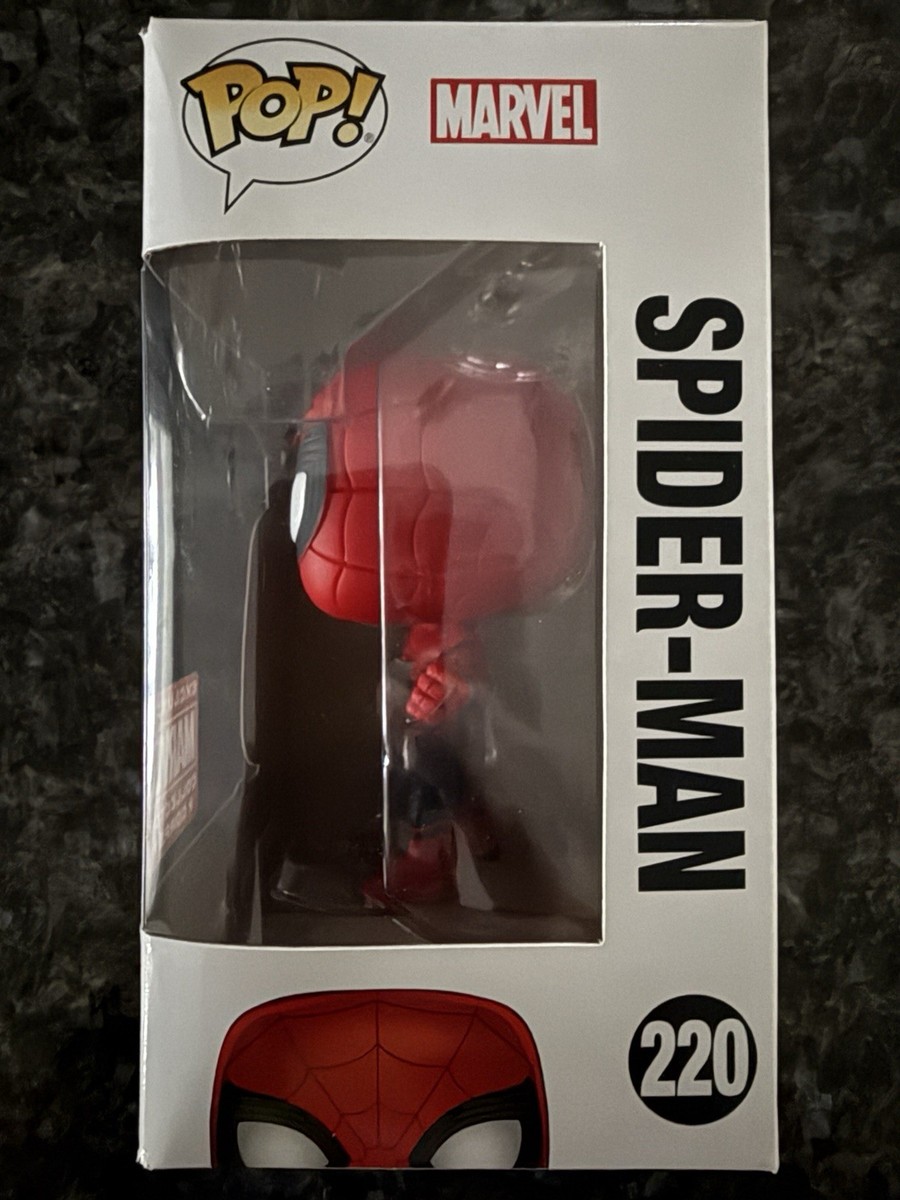 POP!
MARVEL
SPIDER-MAN
220